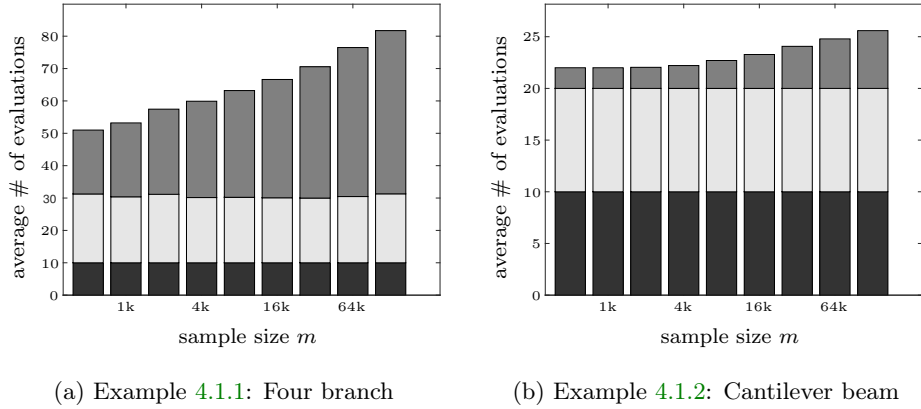 80
70
60
50
40
30
20
10
0
average # of evaluations
1k 4k 16k 64k
sample size m
(a) Example 4.1.1: Four branch
25
20
15
10
5
0
average # of evaluations
1k 4k 16k 64k
sample size m
(b) Example 4.1.2: Cantilever beam